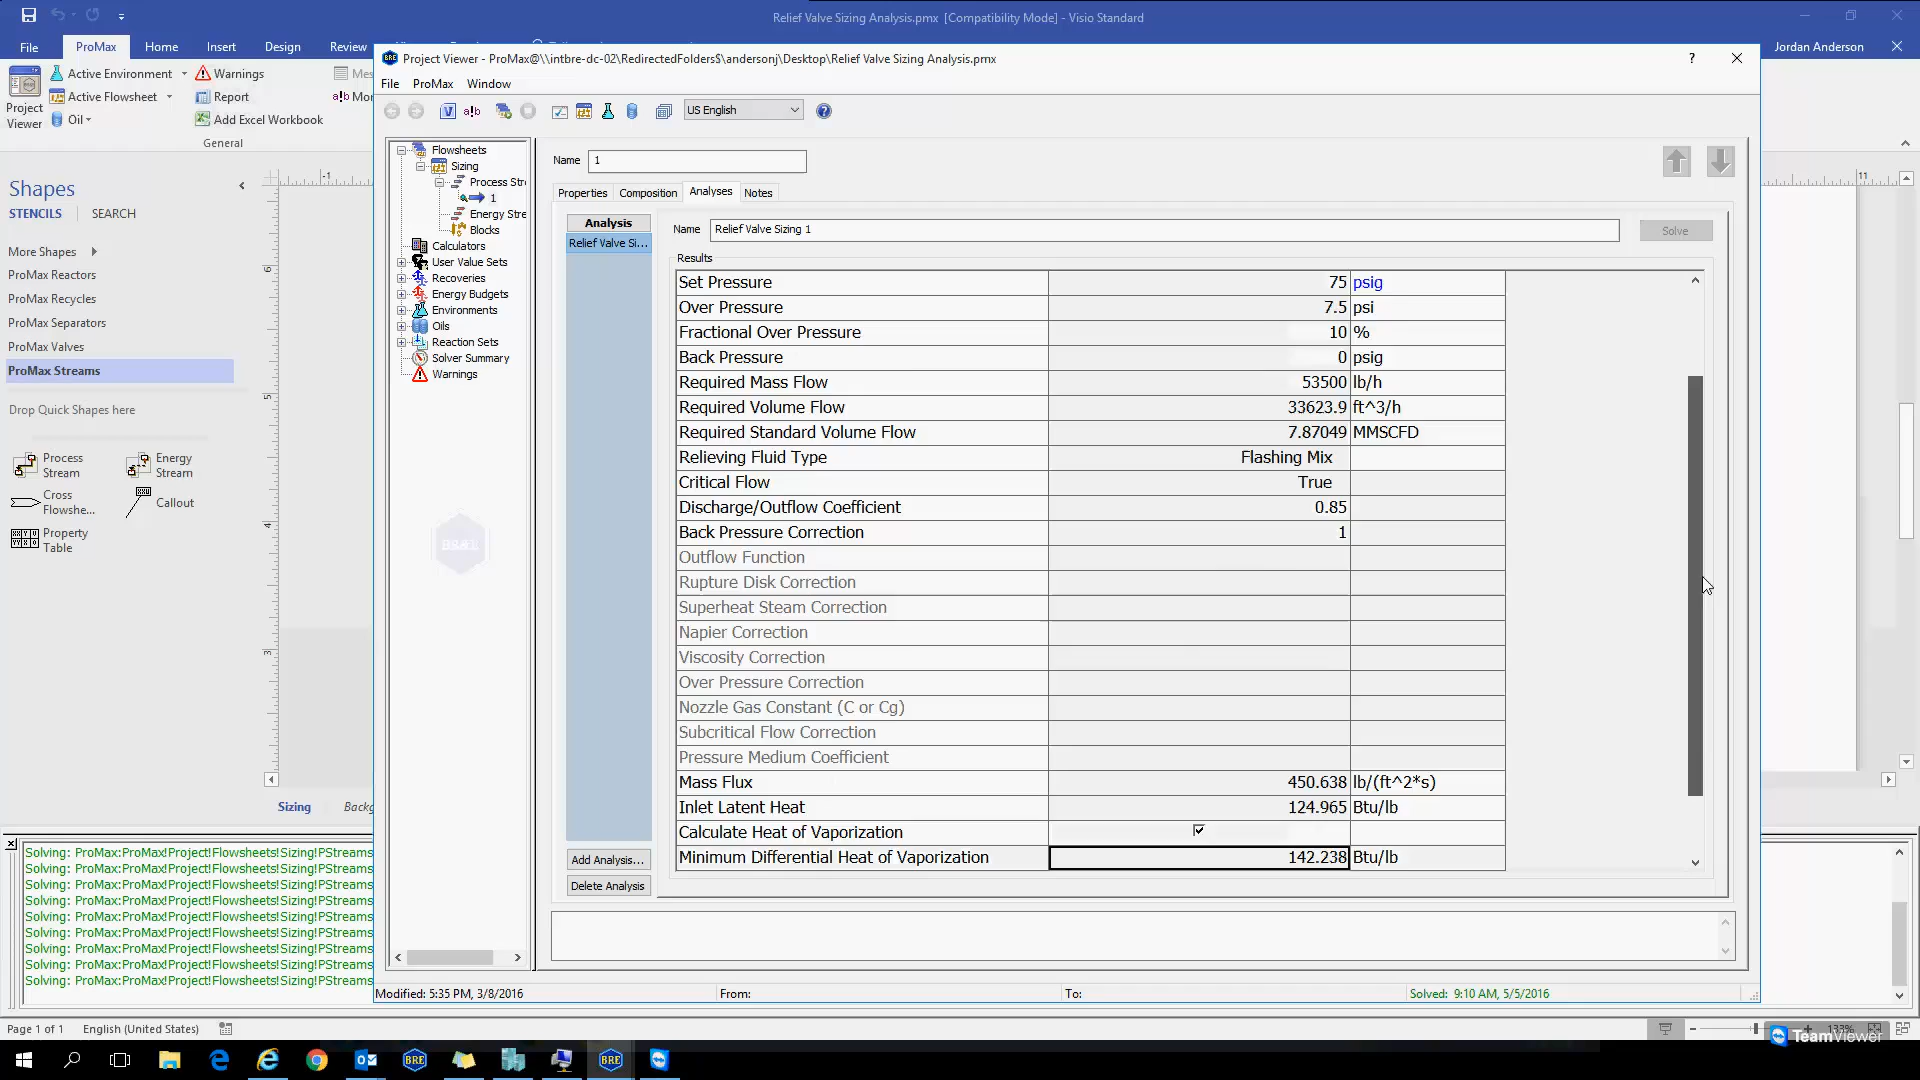 Relief Valve Sizing Analysis.pmx [Compatibility Mode] - Visio Standard
File ProMax Home Insert Design Review
Jordan Anderson
Project Viewer
Active Environment
Active Flowsheet
Oil
Warnings
Report
Add Excel Workbook
General
Project Viewer - ProMax@\\intbre-dc-02\RedirectedFolders$\andersonj\Desktop\Relief Valve Sizing Analysis.pmx
File ProMax Window
US English
Shapes
STENCILS SEARCH
More Shapes
ProMax Reactors
ProMax Recycles
ProMax Separators
ProMax Valves
ProMax Streams
Drop Quick Shapes here
Process Stream
Energy Stream
Cross Flowshe...
Callout
Property Table
Flowsheets
Sizing
Process Stre
1
Energy Stre
Blocks
Calculators
User Value Sets
Recoveries
Energy Budgets
Environments
Oils
Reaction Sets
Solver Summary
Warnings
Name 1
Properties Composition Analyses Notes
Analysis
Relief Valve Si...
Add Analysis...
Delete Analysis
Name Relief Valve Sizing 1 Solve
Results
Set Pressure 75 psig
Over Pressure 7.5 psi
Fractional Over Pressure 10 %
Back Pressure 0 psig
Required Mass Flow 53500 lb/h
Required Volume Flow 33623.9 ft^3/h
Required Standard Volume Flow 7.87049 MMSCFD
Relieving Fluid Type Flashing Mix
Critical Flow True
Discharge/Outflow Coefficient 0.85
Back Pressure Correction 1
Outflow Function
Rupture Disk Correction
Superheat Steam Correction
Napier Correction
Viscosity Correction
Over Pressure Correction
Nozzle Gas Constant (C or Cg)
Subcritical Flow Correction
Pressure Medium Coefficient
Mass Flux 450.638 lb/(ft^2*s)
Inlet Latent Heat 124.965 Btu/lb
Calculate Heat of Vaporization
Minimum Differential Heat of Vaporization 142.238 Btu/lb
Sizing Backg
Solving: ProMax:ProMax!Project!Flowsheets!Sizing!PStreams
Solving: ProMax:ProMax!Project!Flowsheets!Sizing!PStreams
Solving: ProMax:ProMax!Project!Flowsheets!Sizing!PStreams
Solving: ProMax:ProMax!Project!Flowsheets!Sizing!PStreams
Solving: ProMax:ProMax!Project!Flowsheets!Sizing!PStreams
Solving: ProMax:ProMax!Project!Flowsheets!Sizing!PStreams
Solving: ProMax:ProMax!Project!Flowsheets!Sizing!PStreams
Solving: ProMax:ProMax!Project!Flowsheets!Sizing!PStreams
Solving: ProMax:ProMax!Project!Flowsheets!Sizing!PStreams
Modified: 5:35 PM, 3/8/2016 From: To: Solved: 9:10 AM, 5/5/2016
Page 1 of 1 English (United States) 133%
TeamViewer